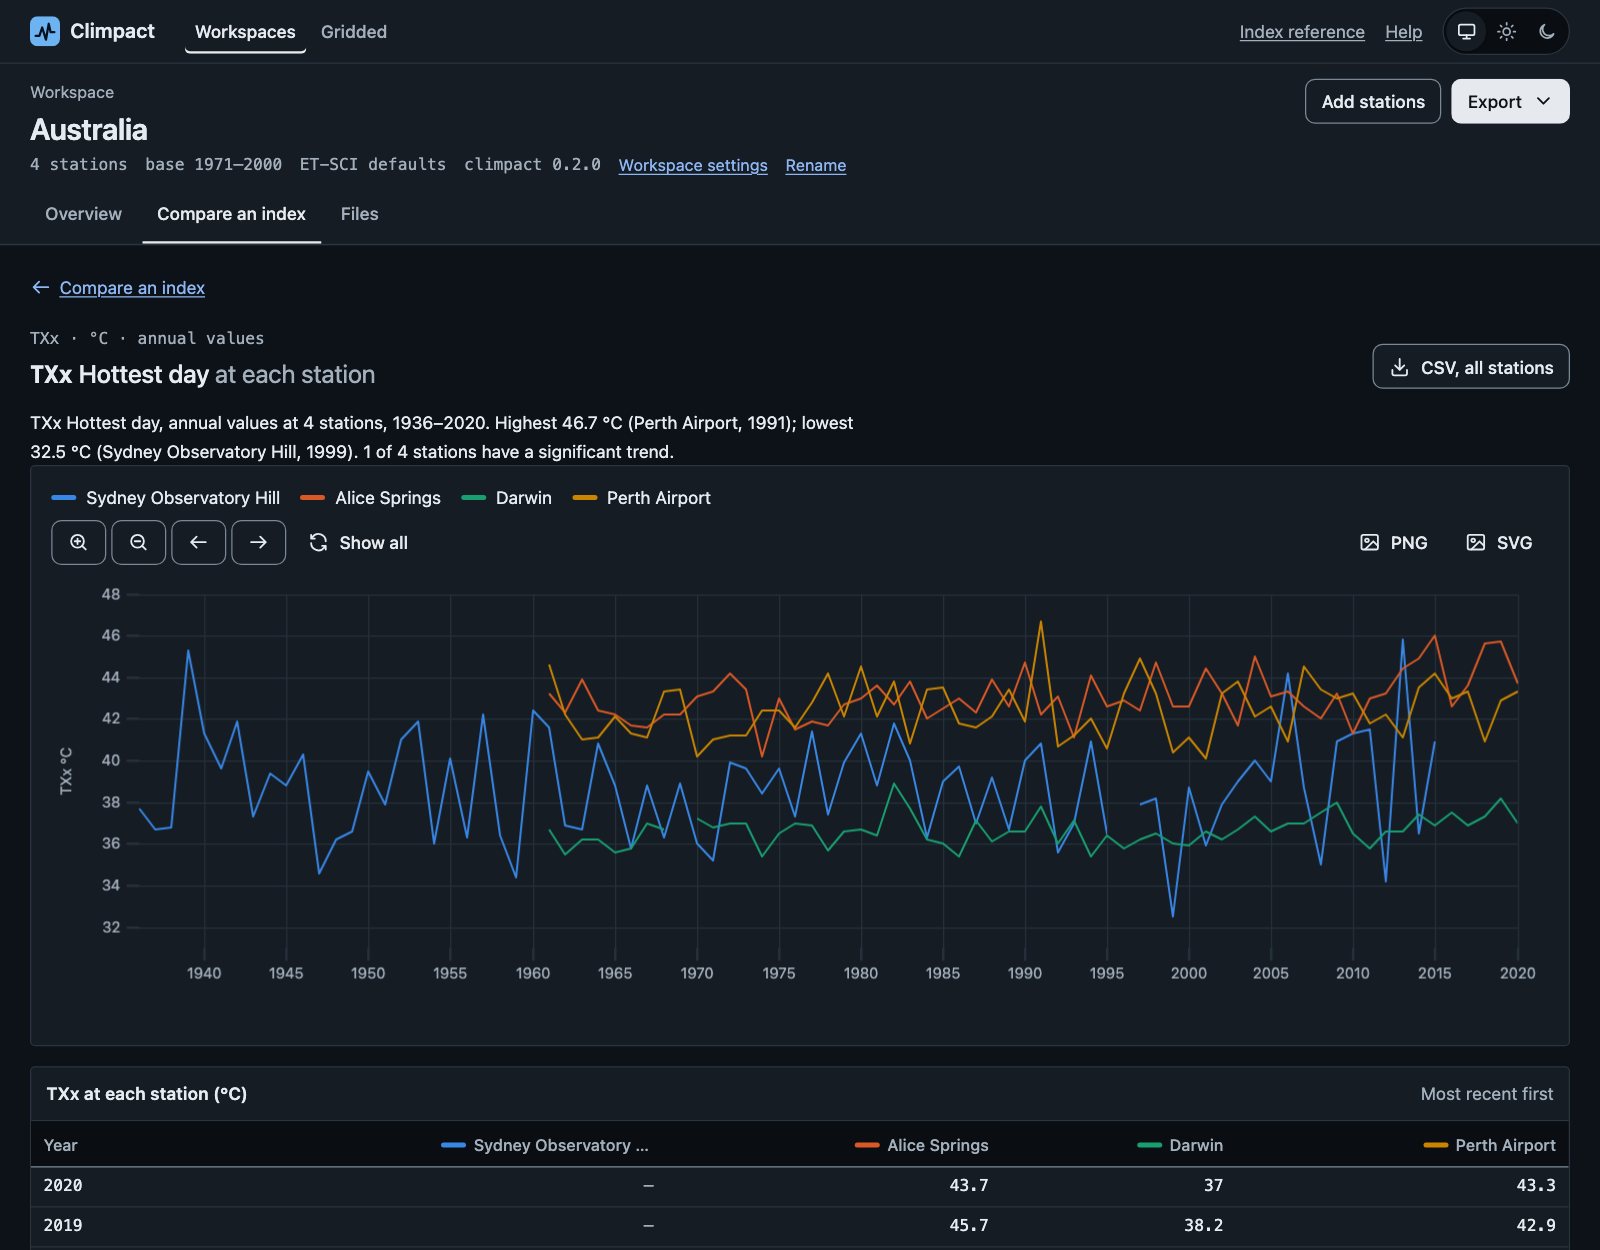 Climpact
Workspaces
Gridded
Index reference
Help
Workspace
Australia
Add stations
Export
4 stations base 1971–2000 ET-SCI defaults climpact 0.2.0 Workspace settings Rename
Overview
Compare an index
Files
Compare an index
TXx · °C · annual values
TXx Hottest day at each station
CSV, all stations
TXx Hottest day, annual values at 4 stations, 1936–2020. Highest 46.7 °C (Perth Airport, 1991); lowest
32.5 °C (Sydney Observatory Hill, 1999). 1 of 4 stations have a significant trend.
Sydney Observatory Hill Alice Springs Darwin Perth Airport
Show all
PNG
SVG
48
46
44
42
40
38
36
34
32
TXx °C
1940 1945 1950 1955 1960 1965 1970 1975 1980 1985 1990 1995 2000 2005 2010 2015 2020
TXx at each station (°C)
Most recent first
Year Sydney Observatory ... Alice Springs Darwin Perth Airport
2020 – 43.7 37 43.3
2019 – 45.7 38.2 42.9